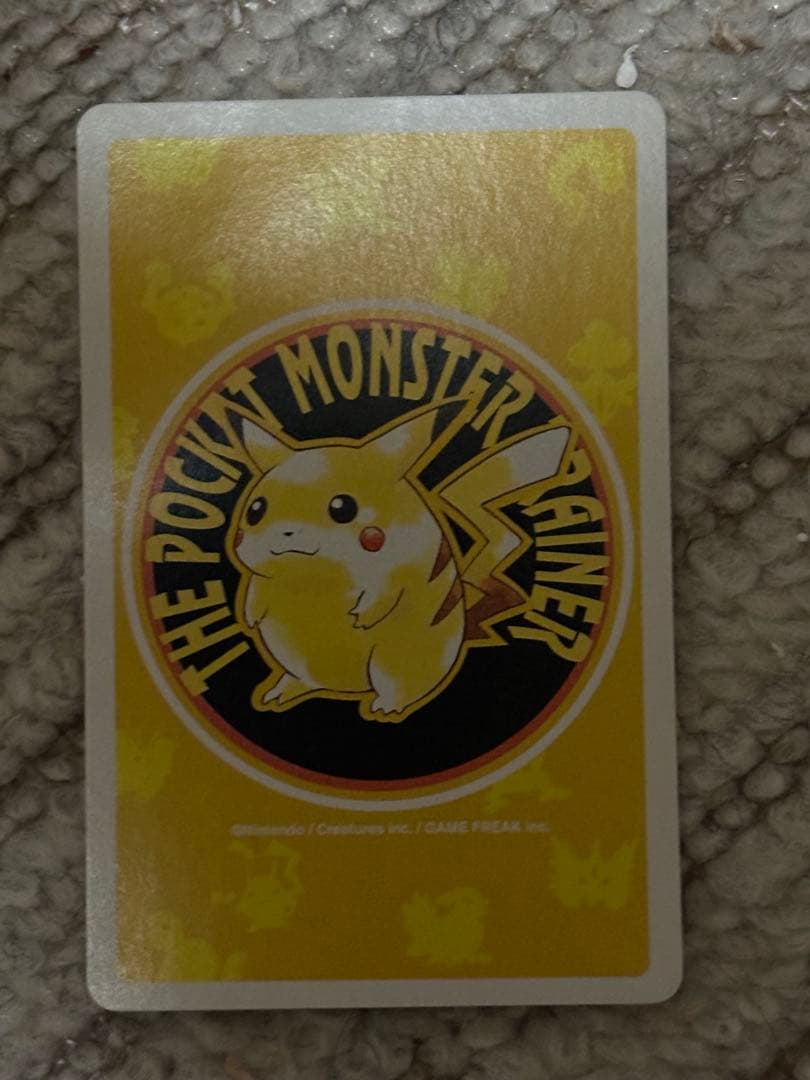 THE POCKET MONSTER TRAINER
©Nintendo / Creatures inc. / GAME FREAK inc.